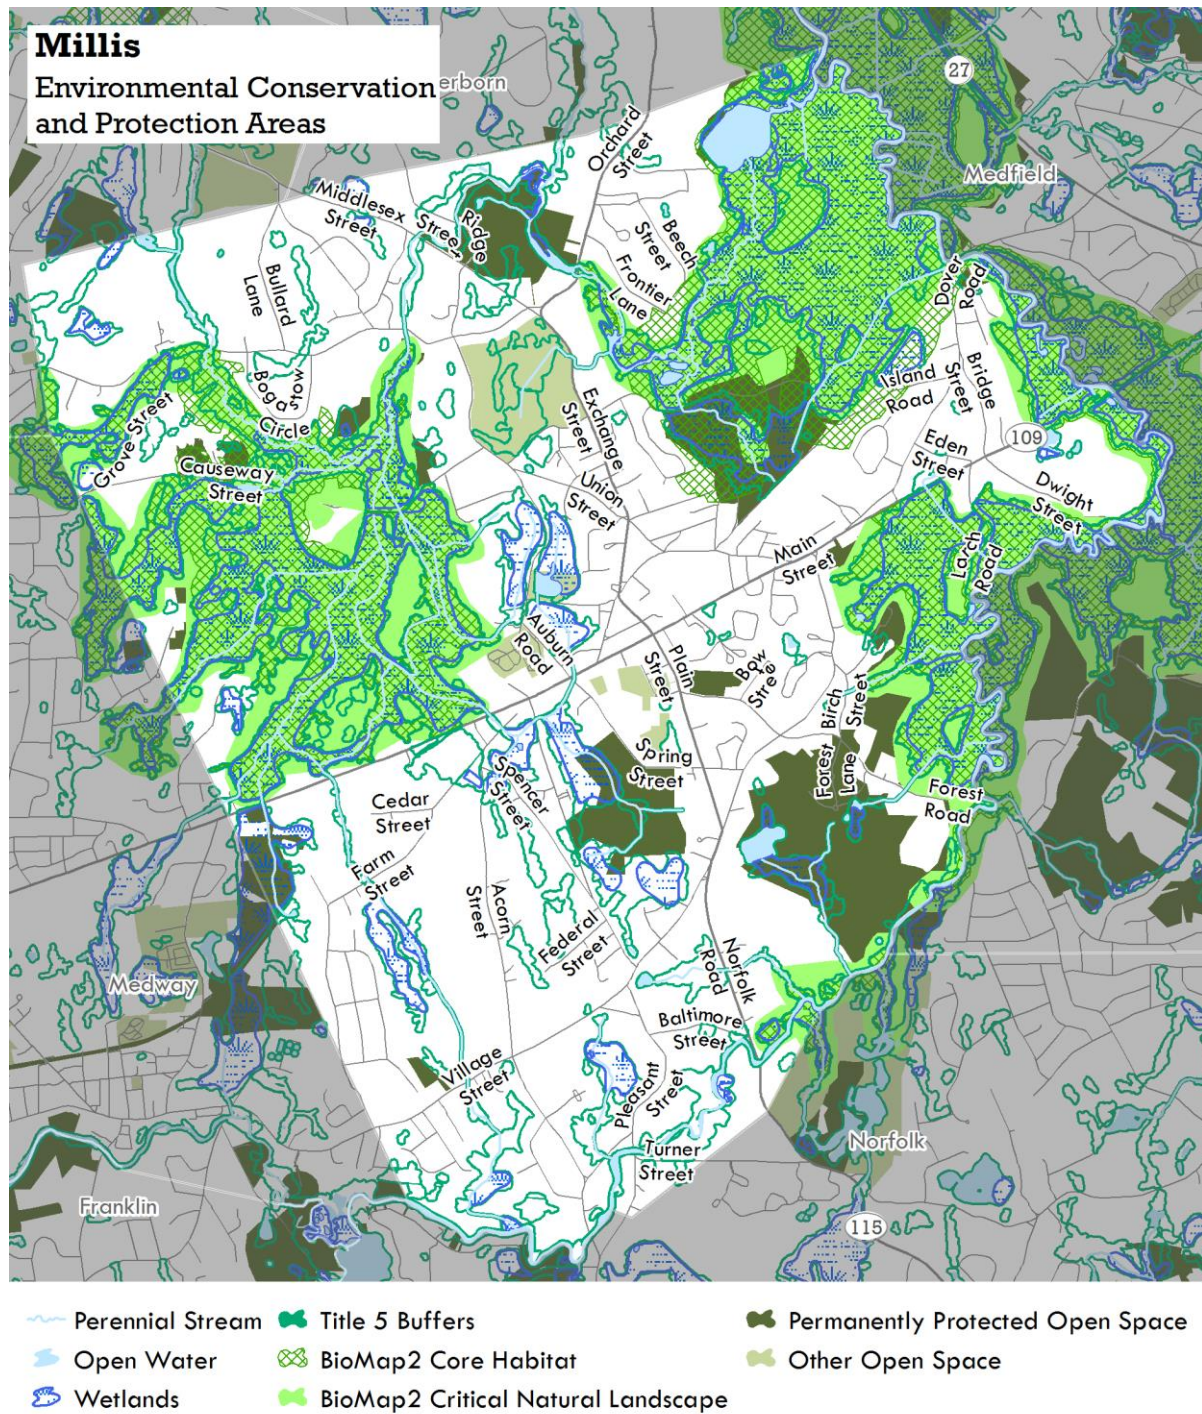 Millis
Environmental Conservation
and Protection Areas
erborn
27
Medfield
Orchard
Street
Middlesex Street
Street
Ridge
Beech
Street
Frontier
Lane
Bullard
Lane
Dover
Road
Bogastow
Circle
Grove Street
Causeway
Street
Exchange
Street
Island
Road
Bridge
Street
109
Eden
Street
Dwight
Street
Union
Street
Main
Street
Larch
Road
Auburn
Road
Plain
Street
Bow
Street
Birch
Street
Forest
Lane
Spring
Street
Spencer
Street
Forest
Road
Cedar
Street
Farm
Street
Acorn
Street
Federal
Street
Norfolk
Road
Medway
Baltimore
Street
Village
Street
Pleasant
Street
Turner
Street
Norfolk
Franklin
115
Perennial Stream
Title 5 Buffers
Permanently Protected Open Space
Open Water
BioMap2 Core Habitat
Other Open Space
Wetlands
BioMap2 Critical Natural Landscape